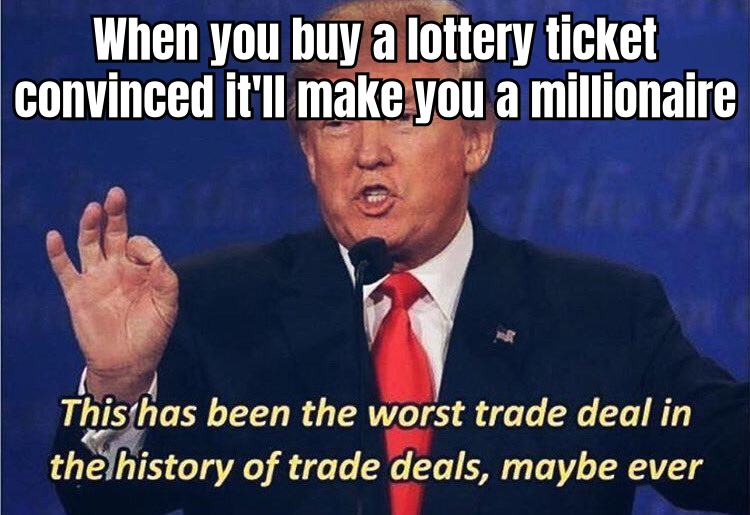 When you buy a lottery ticket
convinced it'll make you a millionaire
This has been the worst trade deal in
the history of trade deals, maybe ever